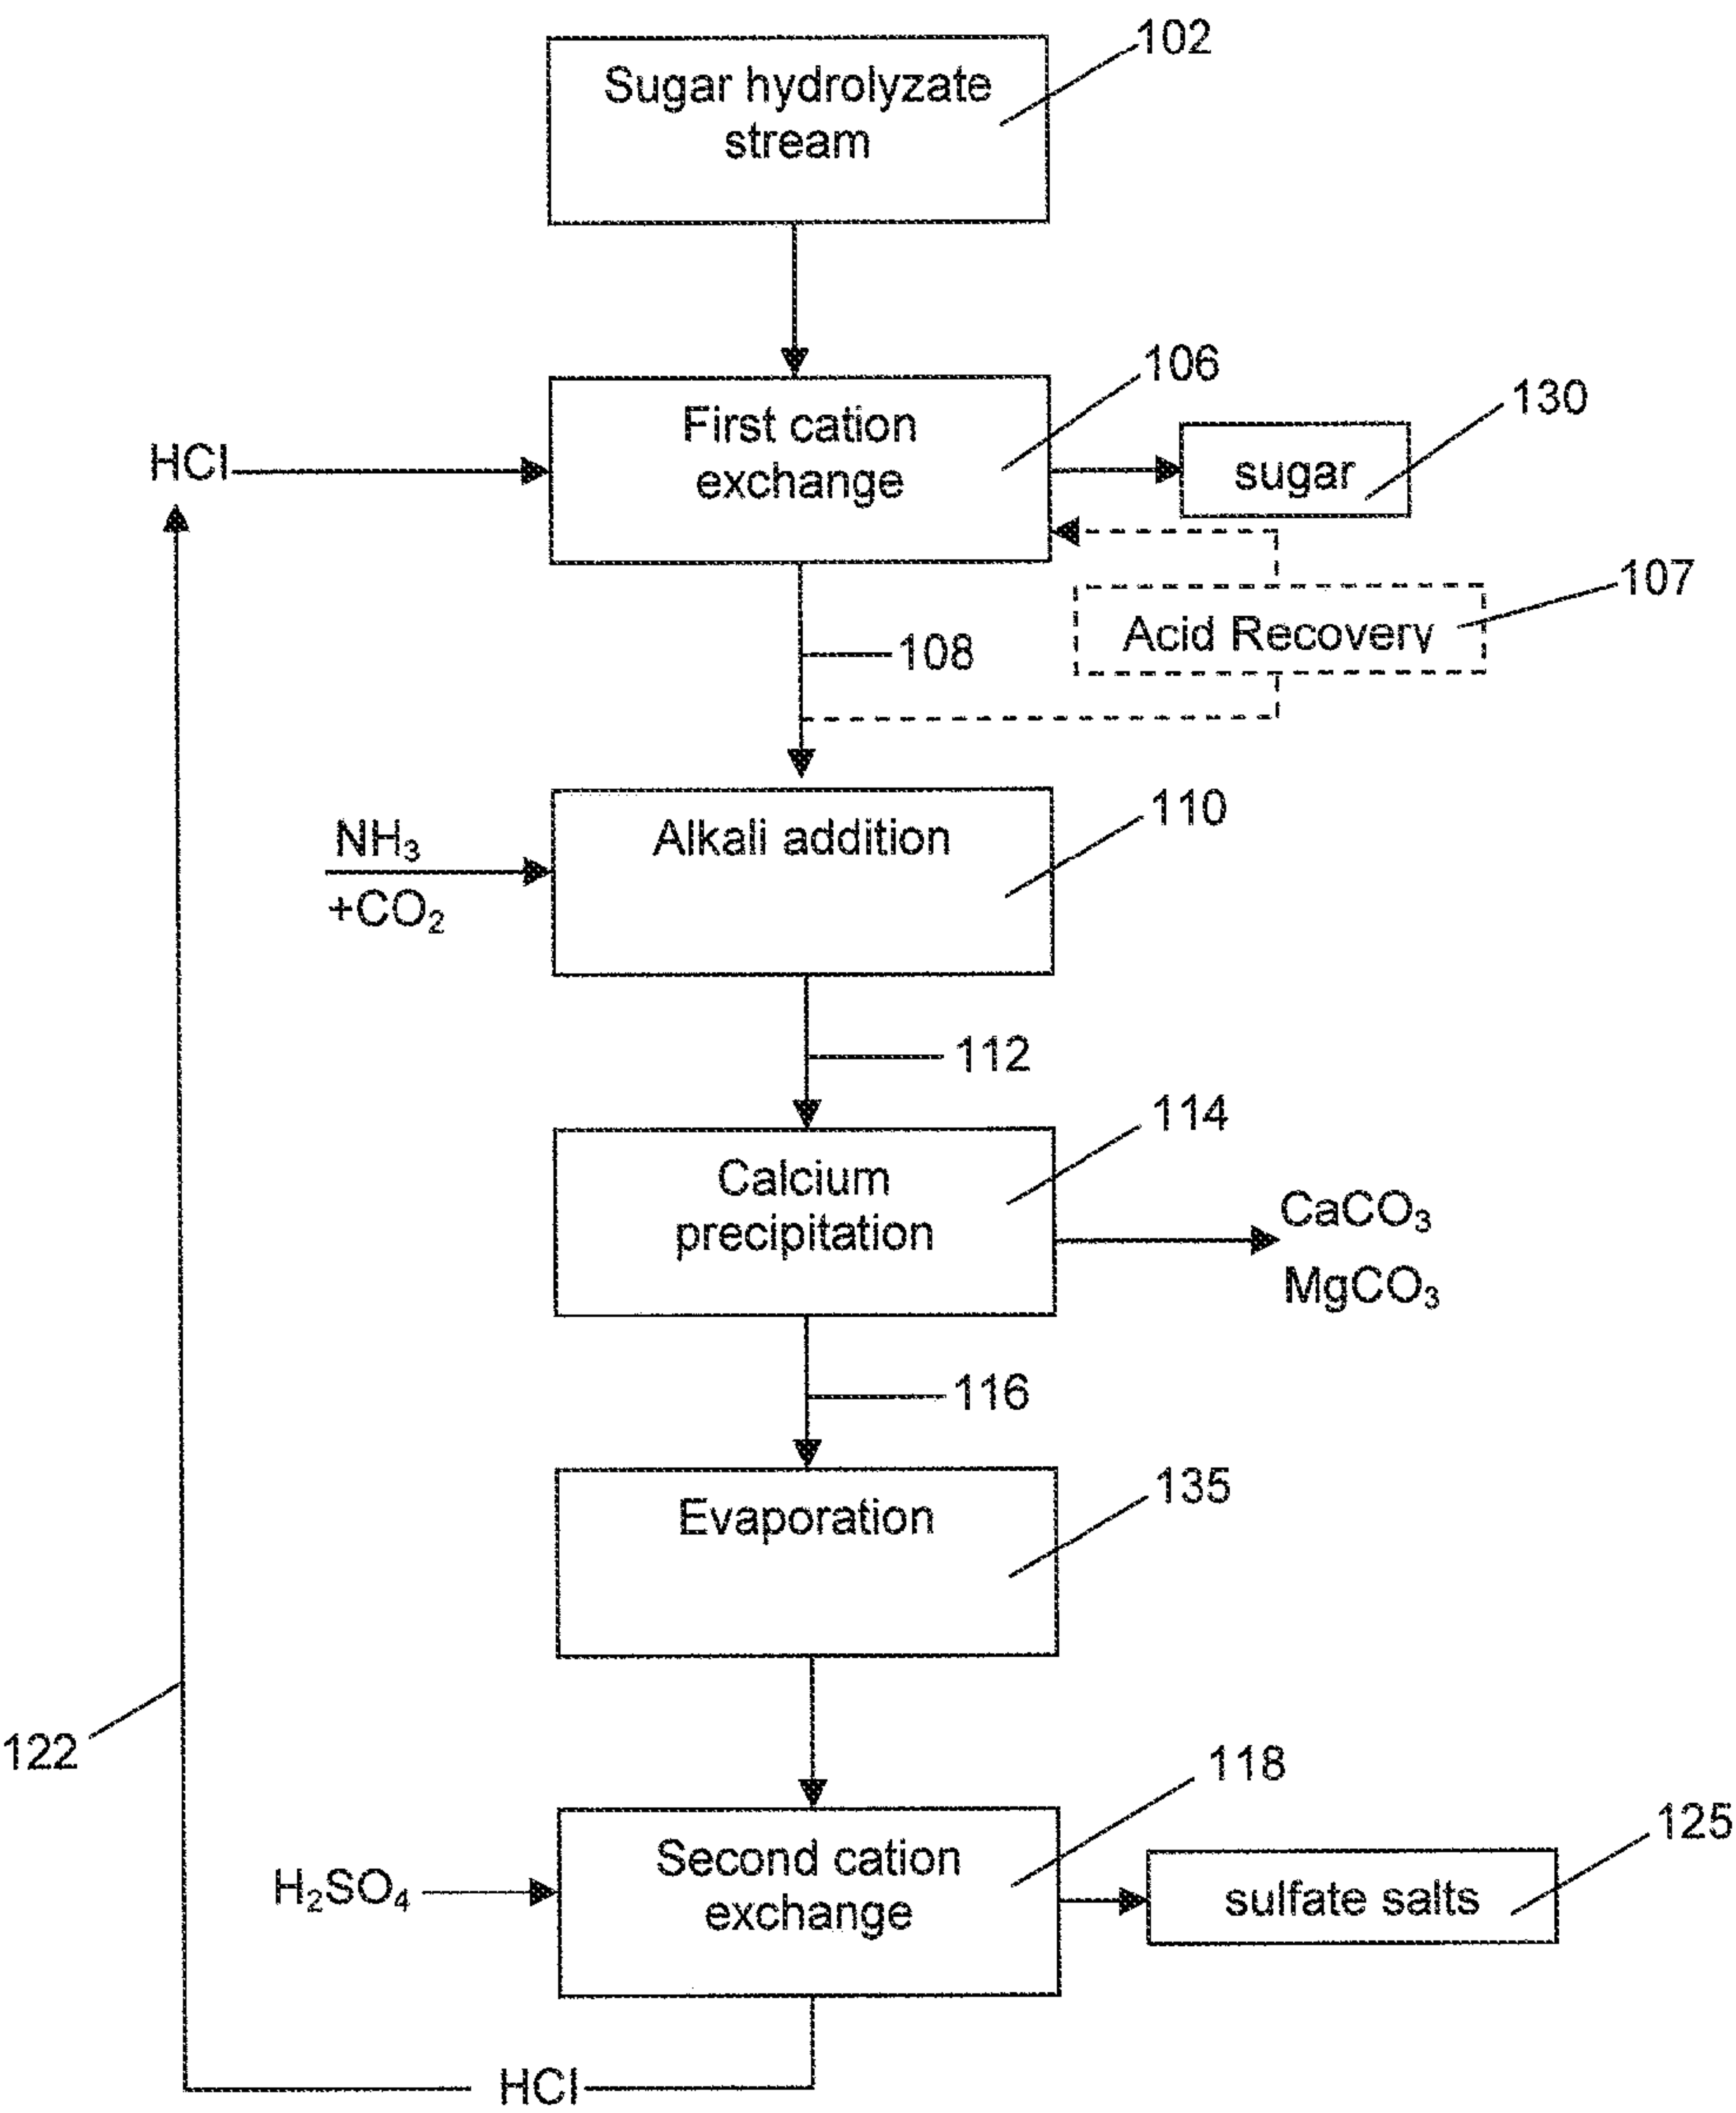 102
Sugar hydrolyzate
stream
106
130
First cation
exchange
HCl
sugar
107
Acid Recovery
108
110
NH₃
+CO₂
Alkali addition
112
114
Calcium
precipitation
CaCO₃
MgCO₃
116
135
Evaporation
122
118
125
Second cation
exchange
H₂SO₄
sulfate salts
HCl